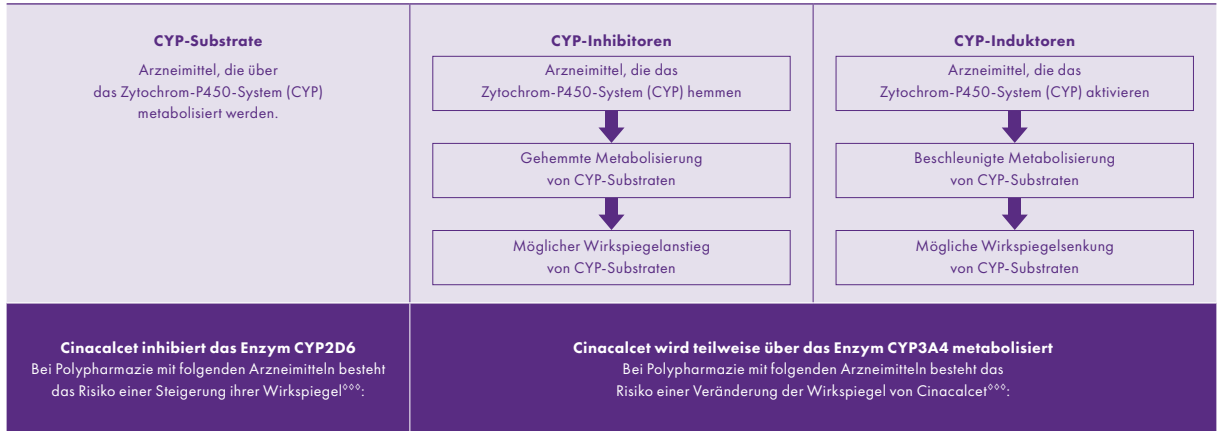 CYP-Substrate
Arzneimittel, die über
das Zytochrom-P450-System (CYP)
metabolisiert werden.
CYP-Inhibitoren
Arzneimittel, die das
Zytochrom-P450-System (CYP) hemmen
Gehemmte Metabolisierung
von CYP-Substraten
Möglicher Wirkspiegelanstieg
von CYP-Substraten
CYP-Induktoren
Arzneimittel, die das
Zytochrom-P450-System (CYP) aktivieren
Beschleunigte Metabolisierung
von CYP-Substraten
Mögliche Wirkspiegelsenkung
von CYP-Substraten
Cinacalcet inhibiert das Enzym CYP2D6
Bei Polypharmazie mit folgenden Arzneimitteln besteht
das Risiko einer Steigerung ihrer Wirkspiegel◊◊◊:
Cinacalcet wird teilweise über das Enzym CYP3A4 metabolisiert
Bei Polypharmazie mit folgenden Arzneimitteln besteht das
Risiko einer Veränderung der Wirkspiegel von Cinacalcet◊◊◊: